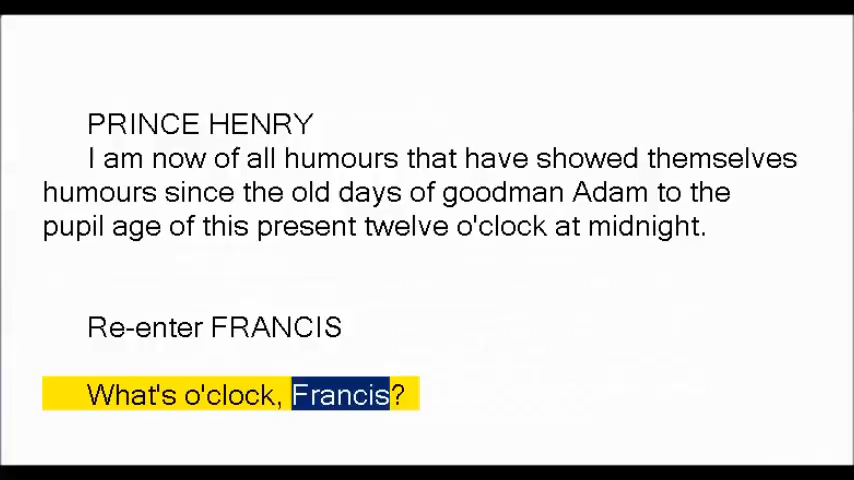 PRINCE HENRY
I am now of all humours that have showed themselves
humours since the old days of goodman Adam to the
pupil age of this present twelve o'clock at midnight.
Re-enter FRANCIS
What's o'clock, Francis?